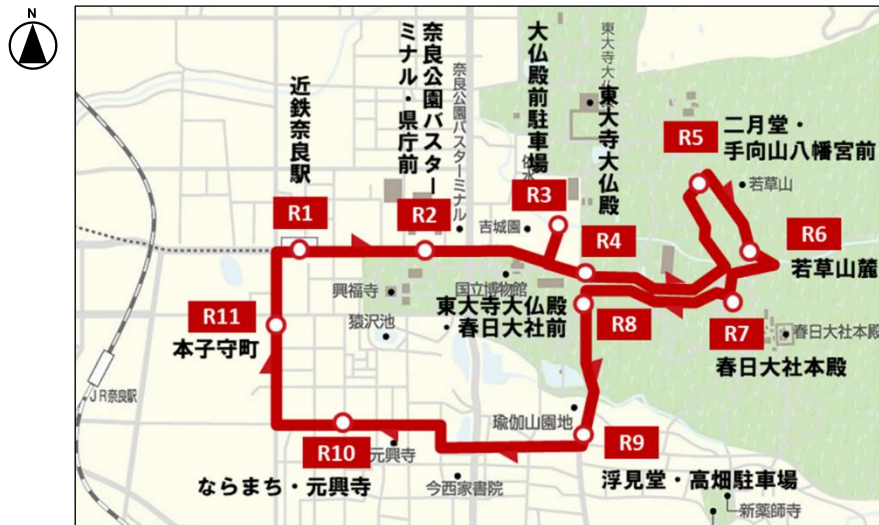 N
近鉄奈良駅
奈良公園バスター
ミナル・県庁前
奈良公園バスターミナル
大仏殿前駐車場
東大寺大仏殿
R1
R2
R3
R4
R5
二月堂・
手向山八幡宮前
若草山
R6
若草山麓
吉城園
興福寺
国立博物館
猿沢池
東大寺大仏殿
春日大社前
R7
春日大社本殿
春日大社本殿
R8
R9
浮見堂・高畑駐車場
瑜伽山園地
R10
ならまち・元興寺
元興寺
今西家書院
新薬師寺
R11
本子守町
JR奈良駅